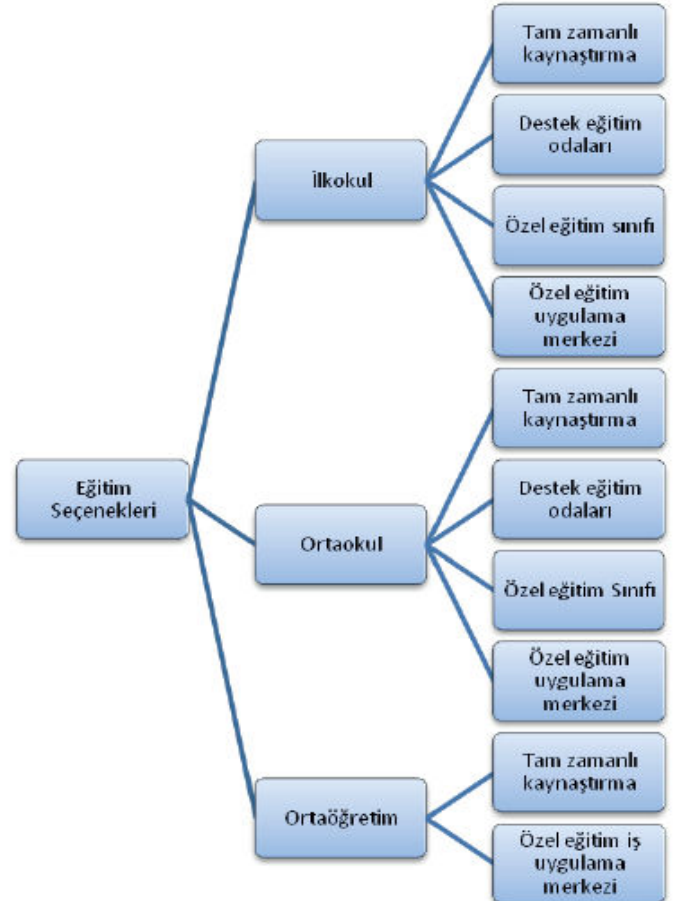 Eğitim
Seçenekleri
İlkokul
Tam zamanlı
kaynaştırma
Destek eğitim
odaları
Özel eğitim sınıfı
Özel eğitim
uygulama
merkezi
Ortaokul
Tam zamanlı
kaynaştırma
Destek eğitim
odaları
Özel eğitim Sınıfı
Özel eğitim
uygulama
merkezi
Ortaöğretim
Tam zamanlı
kaynaştırma
Özel eğitim iş
uygulama
merkezi